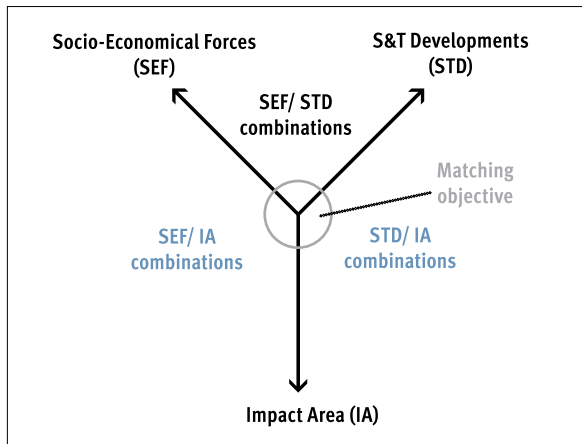 Socio-Economical Forces
(SEF)
S&T Developments
(STD)
SEF/ STD
combinations
Matching
objective
SEF/ IA
combinations
STD/ IA
combinations
Impact Area (IA)